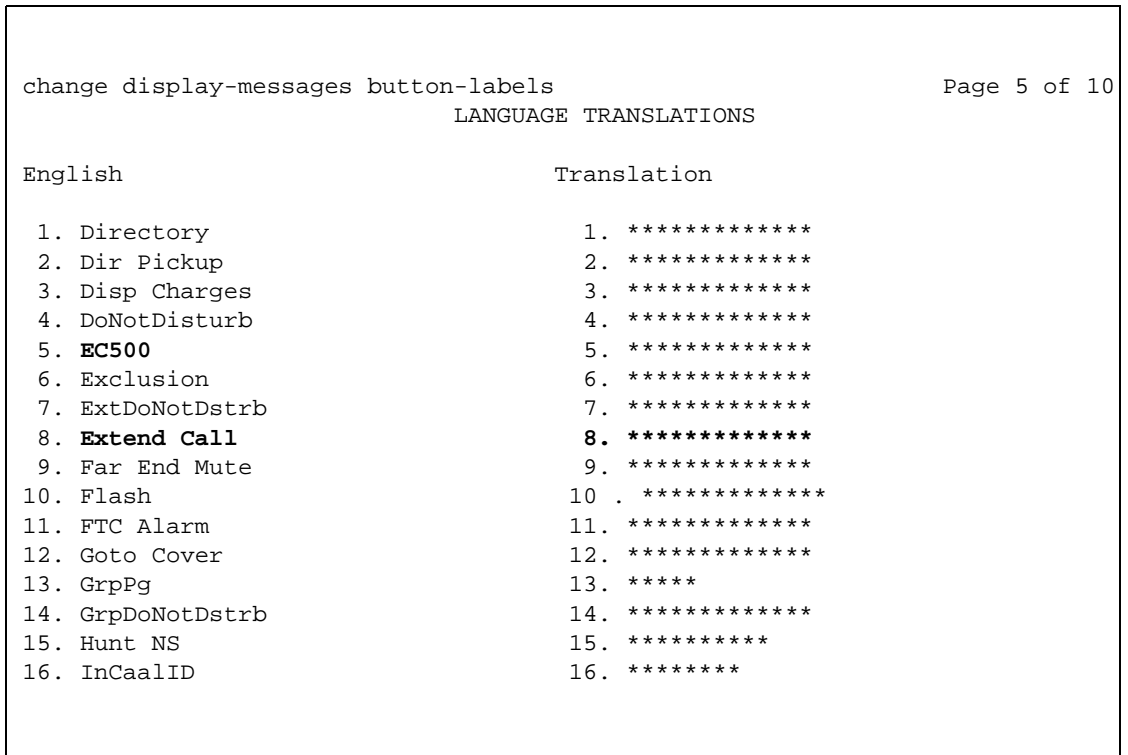 change display-messages button-labels Page 5 of 10
LANGUAGE TRANSLATIONS
English Translation
1. Directory 1. *************
2. Dir Pickup 2. *************
3. Disp Charges 3. *************
4. DoNotDisturb 4. *************
5. EC500 5. *************
6. Exclusion 6. *************
7. ExtDoNotDstrb 7. *************
8. Extend Call 8. *************
9. Far End Mute 9. *************
10. Flash 10 . *************
11. FTC Alarm 11. *************
12. Goto Cover 12. *************
13. GrpPg 13. *****
14. GrpDoNotDstrb 14. *************
15. Hunt NS 15. **********
16. InCaalID 16. ********